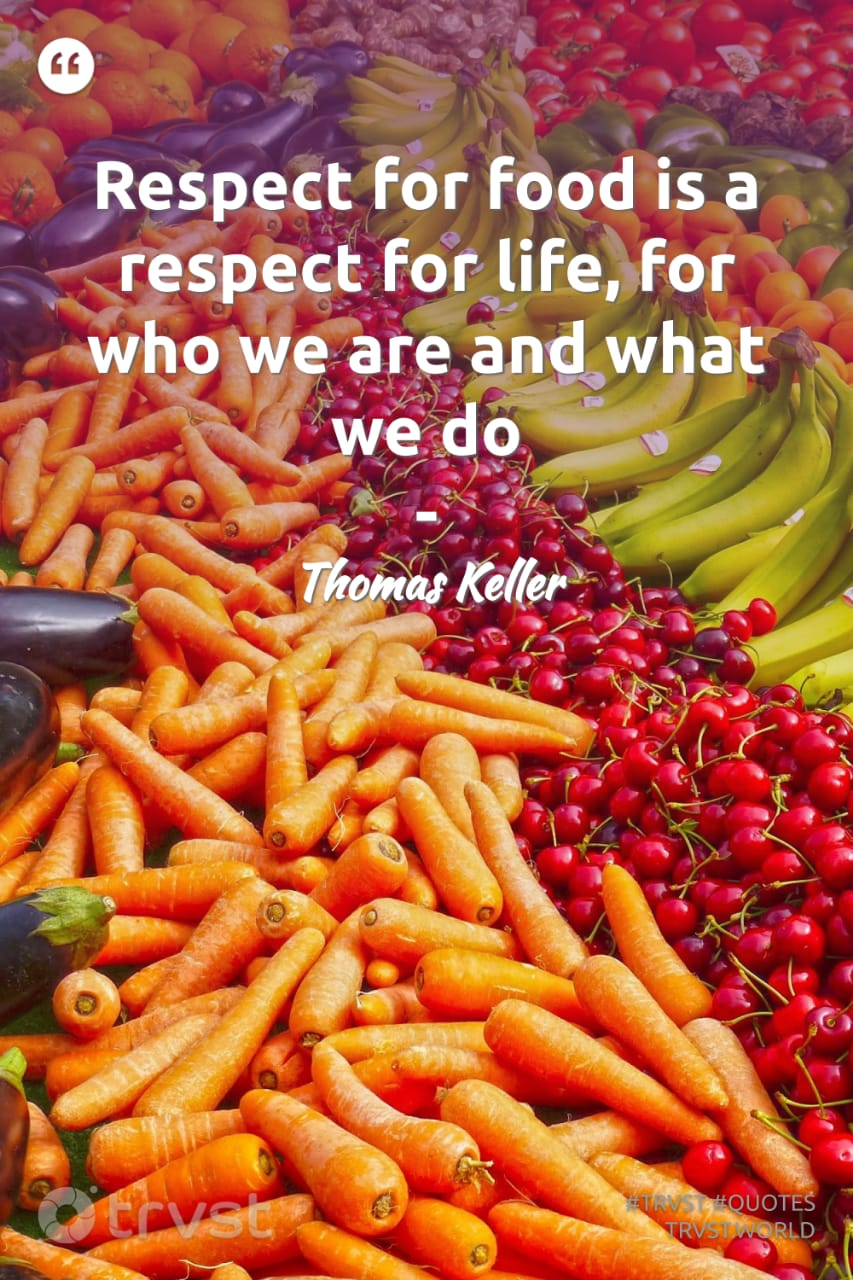 Respect for food is a
respect for life, for
who we are and what
we do
-
Thomas Keller
trvst
#TRVST #QUOTES
TRVSTWORLD